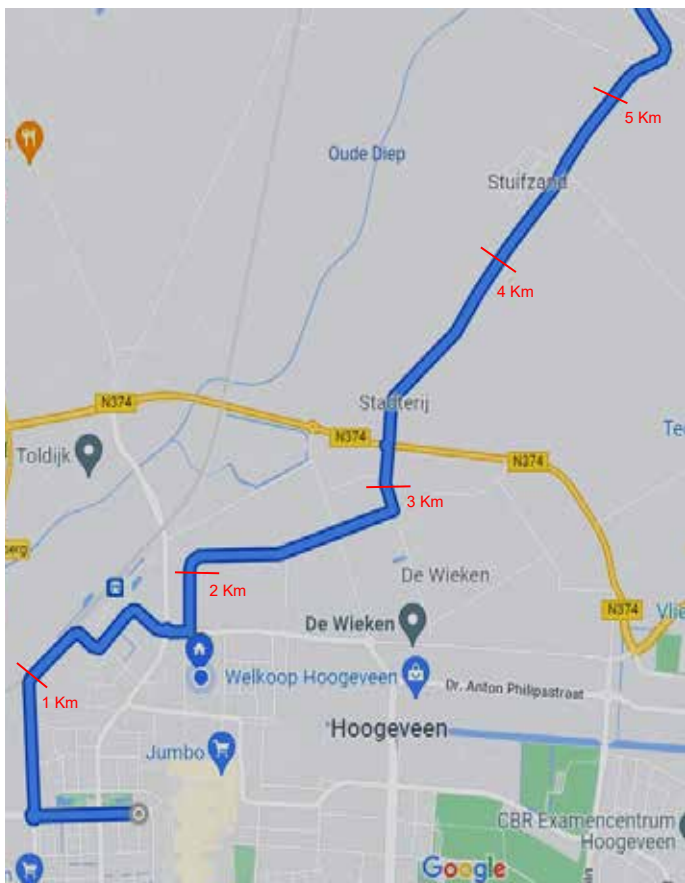 5 Km
Oude Diep
Stuifzand
4 Km
N374
Stadterij
N374
Toldijk
N374
3 Km
De Wieken
2 Km
N374
De Wieken
Welkoop Hoogeveen
Dr. Anton Philipsstraat
1 Km
Hoogeveen
Jumbo
CBR Examencentrum
Hoogeveen
Google